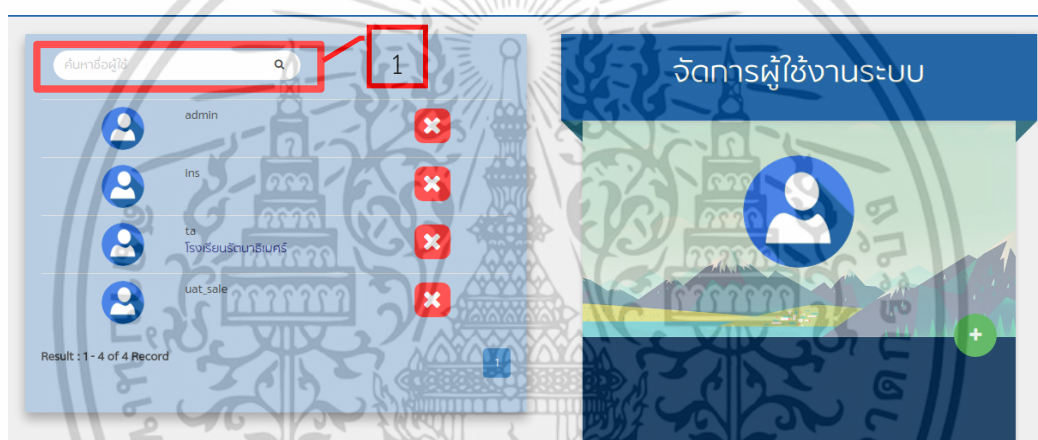 ค้นหาชื่อผู้ใช้
1
จัดการผู้ใช้งานระบบ
admin
ins
ta
โรงเรียนรัตนาธิเบศร์
uat_sale
Result : 1 - 4 of 4 Record
1